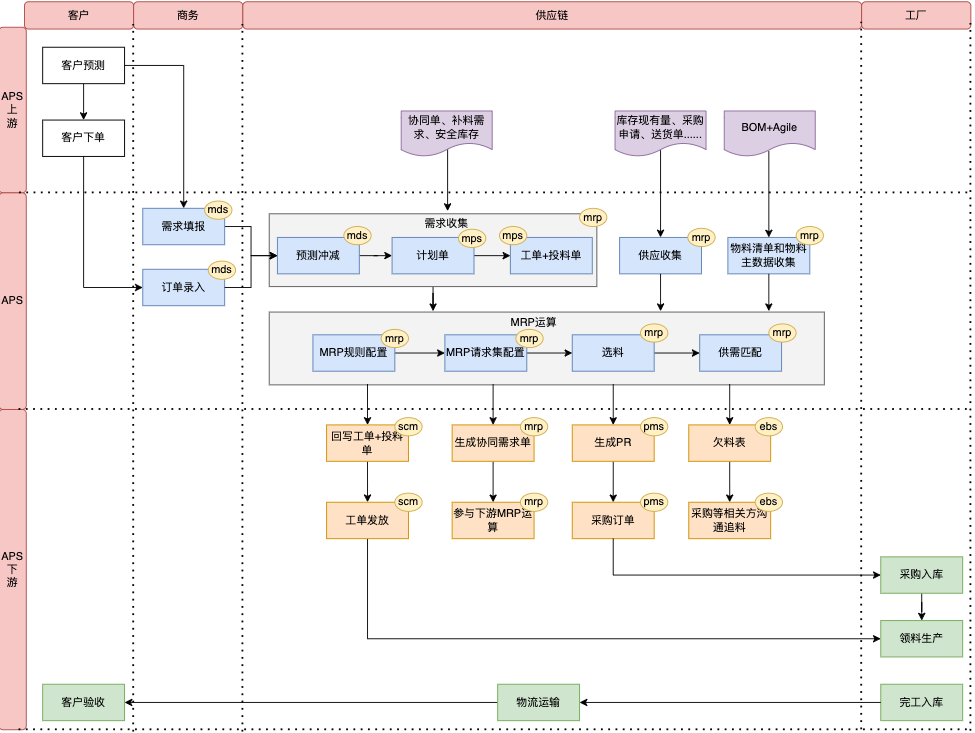 客户
商务
供应链
工厂
APS
上
游
客户预测
客户下单
协同单、补料需
求、安全库存
库存现有量、采购
申请、送货单......
BOM+Agile
APS
mds
需求填报
mds
订单录入
mrp
需求收集
mds
预测冲减
mps
计划单
mps
工单+投料单
mrp
供应收集
mrp
物料清单和物料
主数据收集
MRP运算
mrp
MRP规则配置
mrp
MRP请求集配置
mrp
选料
mrp
供需匹配
APS
下
游
scm
回写工单+投料
单
mrp
生成协同需求单
pms
生成PR
ebs
欠料表
scm
工单发放
mrp
参与下游MRP运
算
pms
采购订单
ebs
采购等相关方沟
通追料
采购入库
领料生产
客户验收
物流运输
完工入库